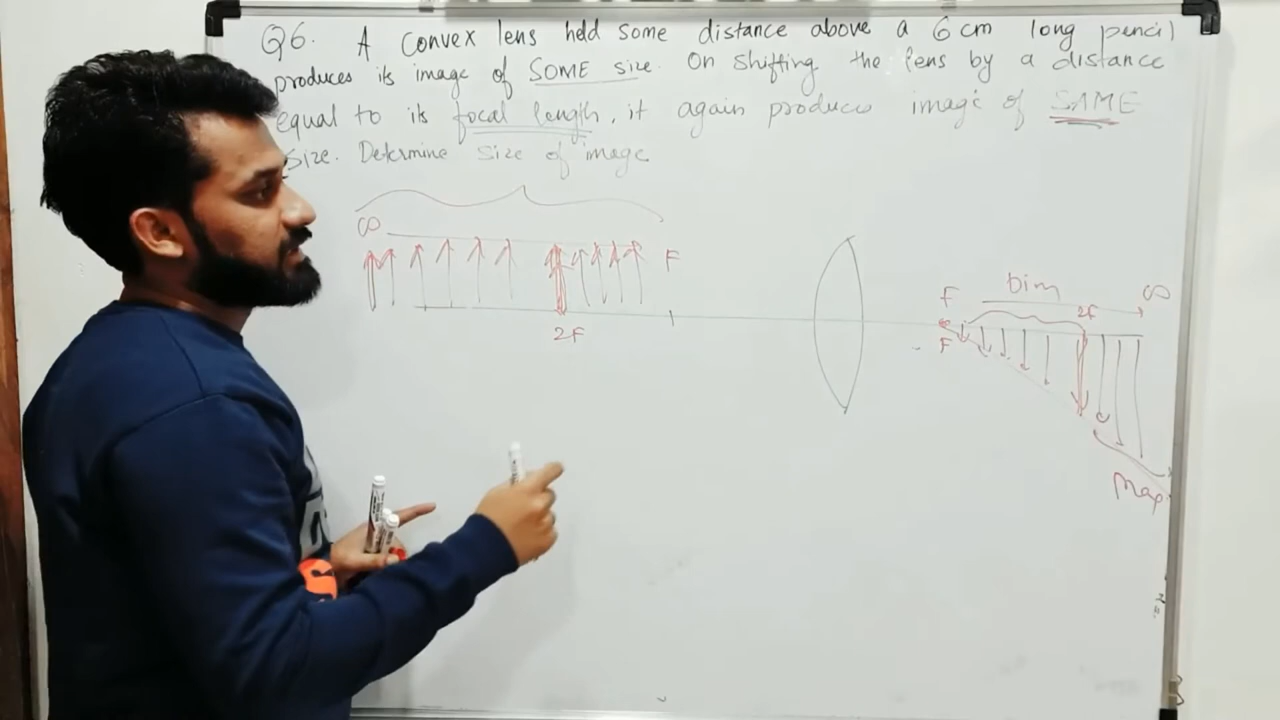 Q6. A Convex lens held some distance above a 6 cm long pencil
produces its image of SOME size. On shifting the lens by a distance
equal to its focal length, it again produces image of SAME
size. Determine size of image
∞
F
2F
F
Dim
2F
∞
F